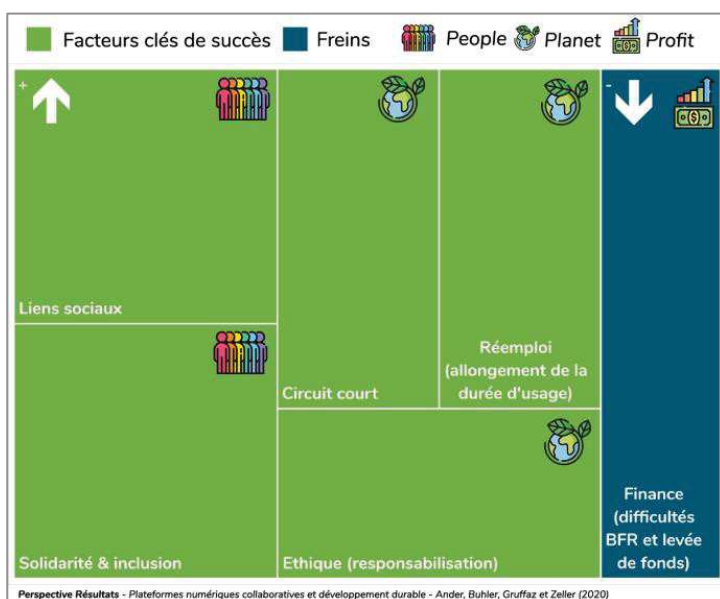 Facteurs clés de succès Freins People Planet Profit
+
-
Liens sociaux
Solidarité & inclusion
Circuit court
Réemploi
(allongement de la
durée d'usage)
Ethique (responsabilisation)
Finance
(difficultés
BFR et levée
de fonds)
Perspective Résultats - Plateformes numériques collaboratives et développement durable - Ander, Buhler, Gruffaz et Zeller (2020)